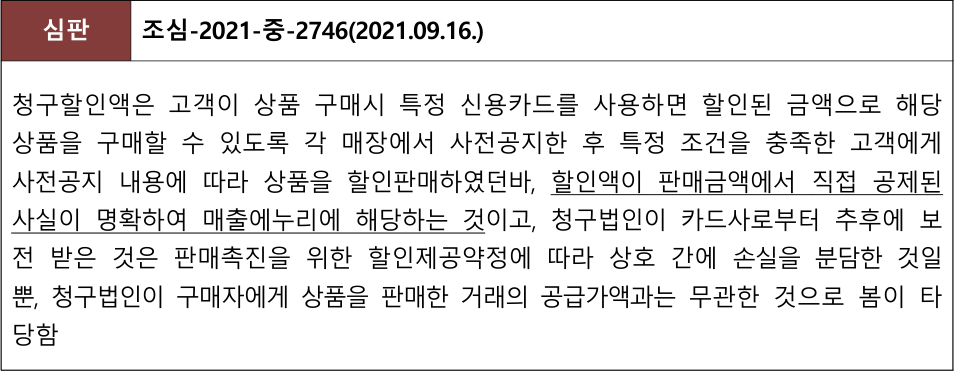 심판
조심-2021-중-2746(2021.09.16.)
청구할인액은 고객이 상품 구매시 특정 신용카드를 사용하면 할인된 금액으로 해당
상품을 구매할 수 있도록 각 매장에서 사전공지한 후 특정 조건을 충족한 고객에게
사전공지 내용에 따라 상품을 할인판매하였던바, 할인액이 판매금액에서 직접 공제된
사실이 명확하여 매출에누리에 해당하는 것이고, 청구법인이 카드사로부터 추후에 보
전 받은 것은 판매촉진을 위한 할인제공약정에 따라 상호 간에 손실을 분담한 것일
뿐, 청구법인이 구매자에게 상품을 판매한 거래의 공급가액과는 무관한 것으로 봄이 타
당함